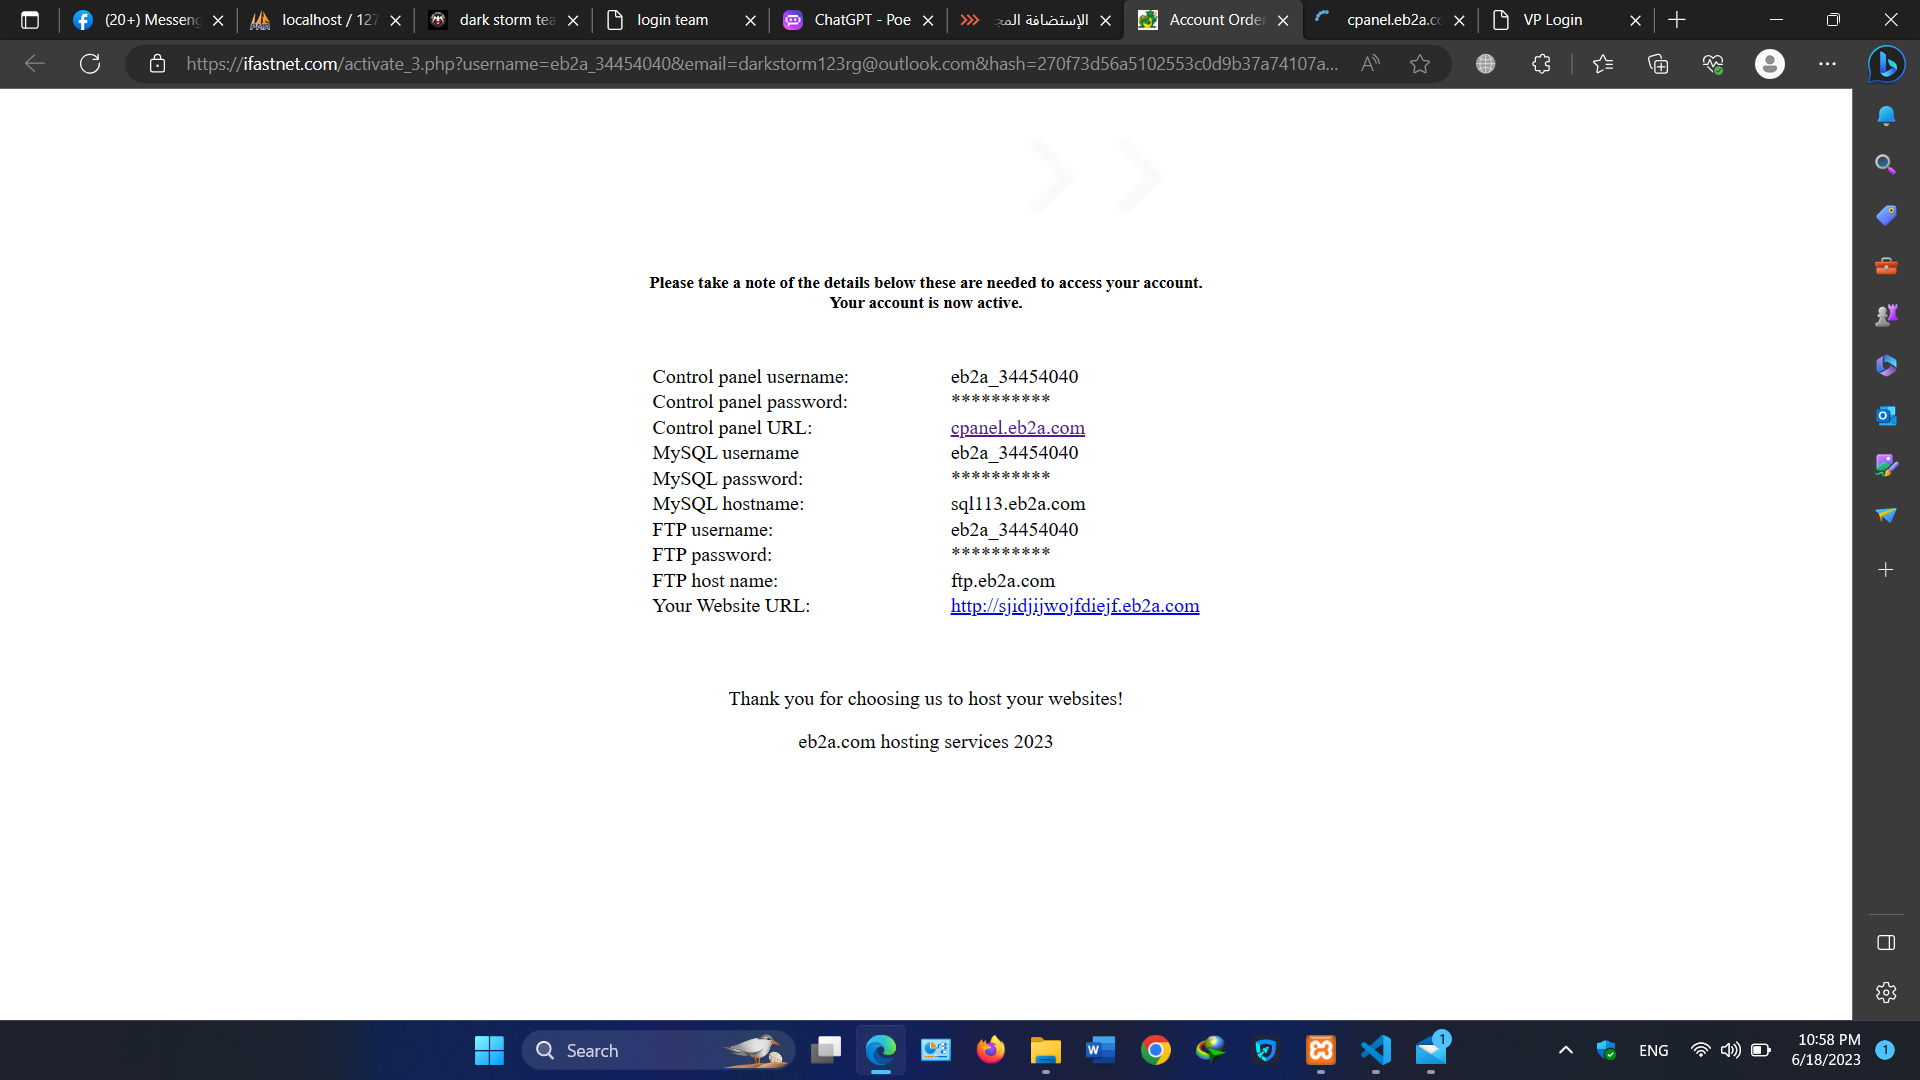 (20+) Messeng
localhost / 127
dark storm tea
login team
ChatGPT - Poe
الإستضافة المج
Account Order
cpanel.eb2a.co
VP Login
https://ifastnet.com/activate_3.php?username=eb2a_34454040&email=darkstorm123rg@outlook.com&hash=270f73d56a5102553c0d9b37a74107a...
Please take a note of the details below these are needed to access your account.
Your account is now active.
Control panel username: eb2a_34454040
Control panel password: **********
Control panel URL: cpanel.eb2a.com
MySQL username eb2a_34454040
MySQL password: **********
MySQL hostname: sql113.eb2a.com
FTP username: eb2a_34454040
FTP password: **********
FTP host name: ftp.eb2a.com
Your Website URL: http://sjidjijwojfdiejf.eb2a.com
Thank you for choosing us to host your websites!
eb2a.com hosting services 2023
Search
1
ENG
10:58 PM
6/18/2023
1